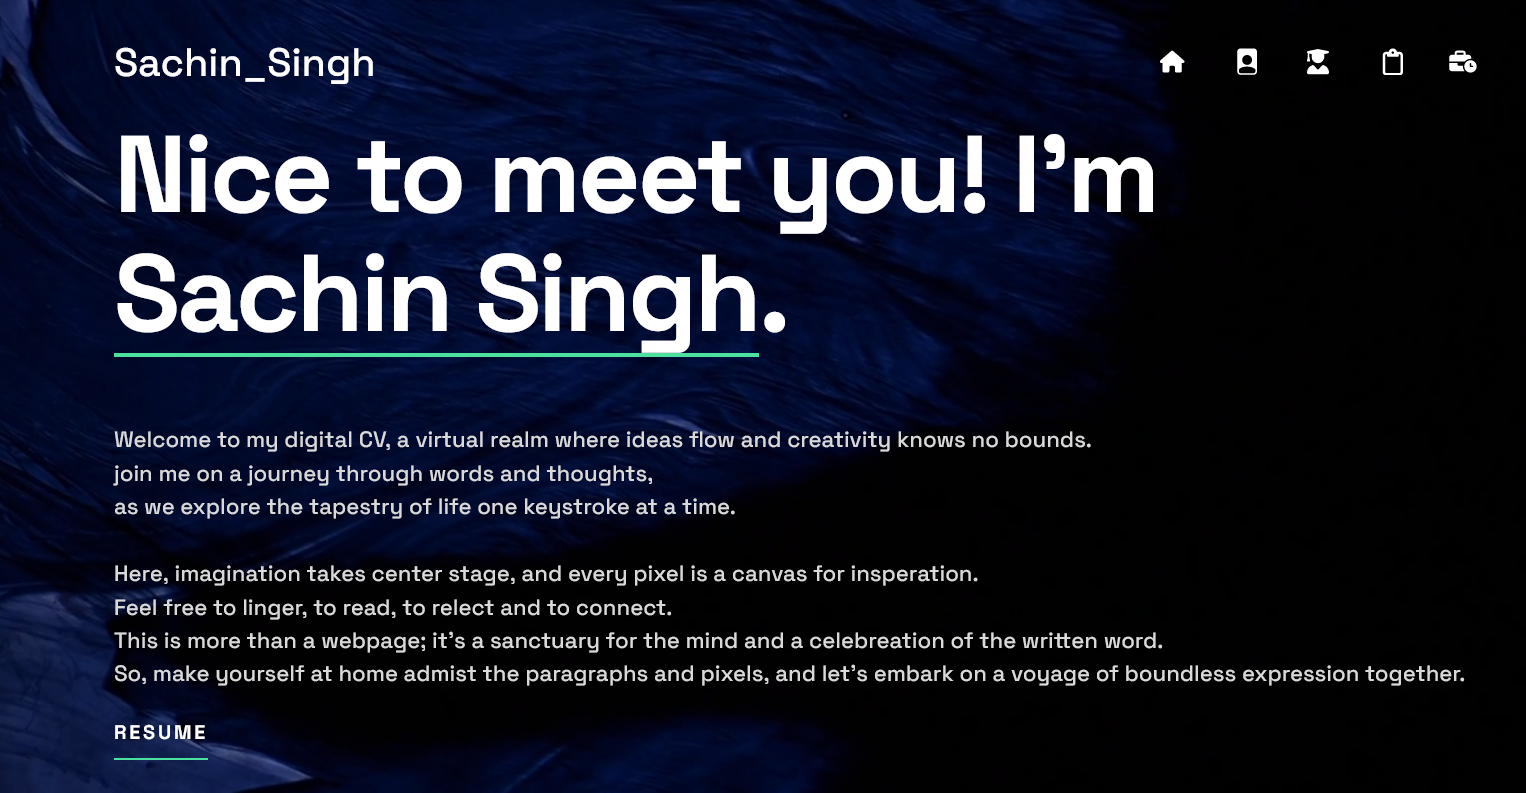 Sachin_Singh
Nice to meet you! I’m
Sachin Singh.
Welcome to my digital CV, a virtual realm where ideas flow and creativity knows no bounds.
join me on a journey through words and thoughts,
as we explore the tapestry of life one keystroke at a time.
Here, imagination takes center stage, and every pixel is a canvas for insperation.
Feel free to linger, to read, to relect and to connect.
This is more than a webpage; it’s a sanctuary for the mind and a celebreation of the written word.
So, make yourself at home admist the paragraphs and pixels, and let’s embark on a voyage of boundless expression together.
RESUME